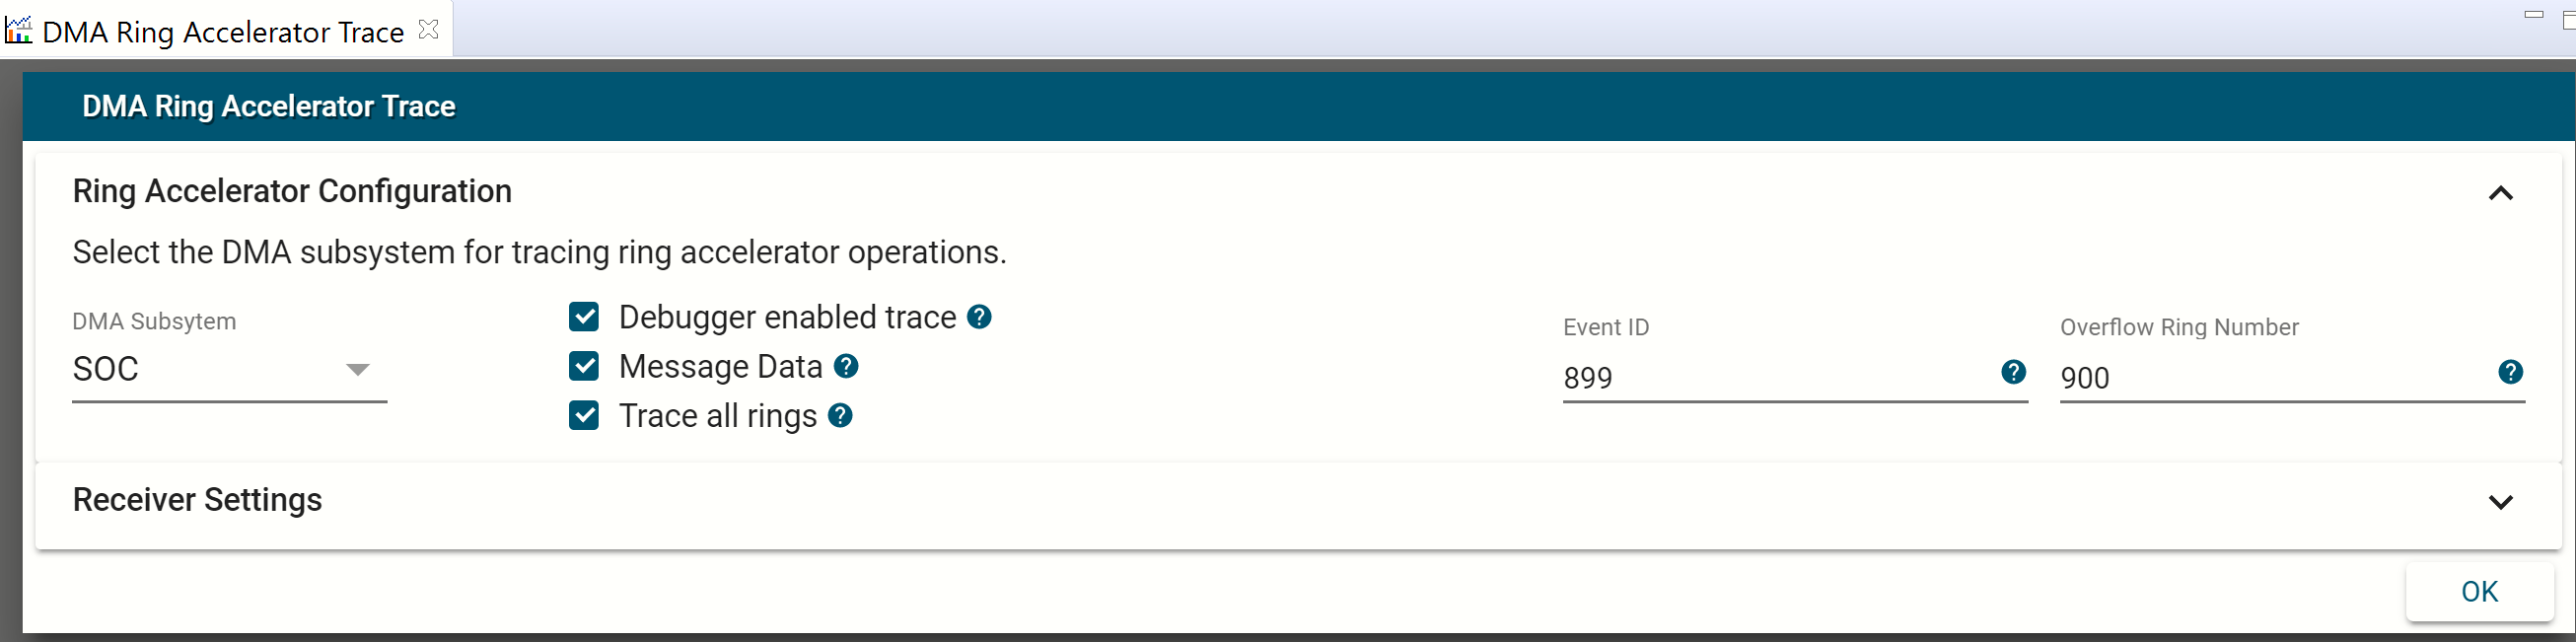 DMA Ring Accelerator Trace
DMA Ring Accelerator Trace
Ring Accelerator Configuration
Select the DMA subsystem for tracing ring accelerator operations.
DMA Subsytem
SOC
Debugger enabled trace ?
Message Data ?
Trace all rings ?
Event ID
899 ?
Overflow Ring Number
900 ?
Receiver Settings
OK